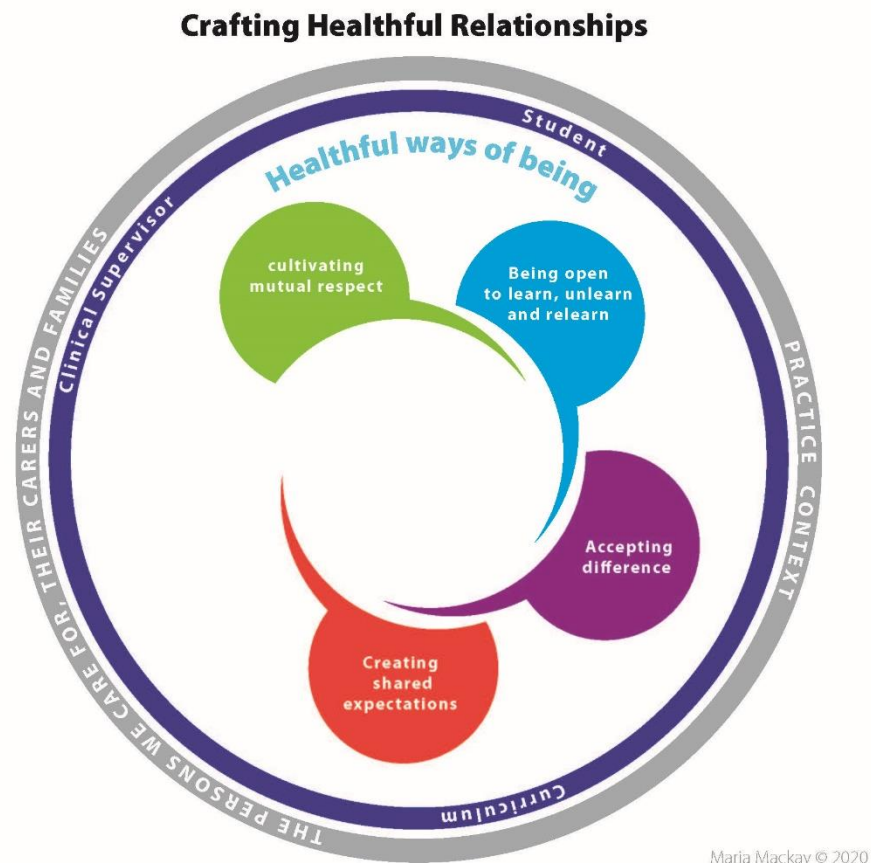 Crafting Healthful Relationships
Student
Healthful ways of being
Clinical Supervisor
cultivating
mutual respect
Being open
to learn, unlearn
and relearn
PRACTICE CONTEXT
THE PERSONS WE CARE FOR, THEIR CARERS AND FAMILIES
Accepting
difference
Creating
shared
expectations
Curriculum
Maria Mackay © 2020